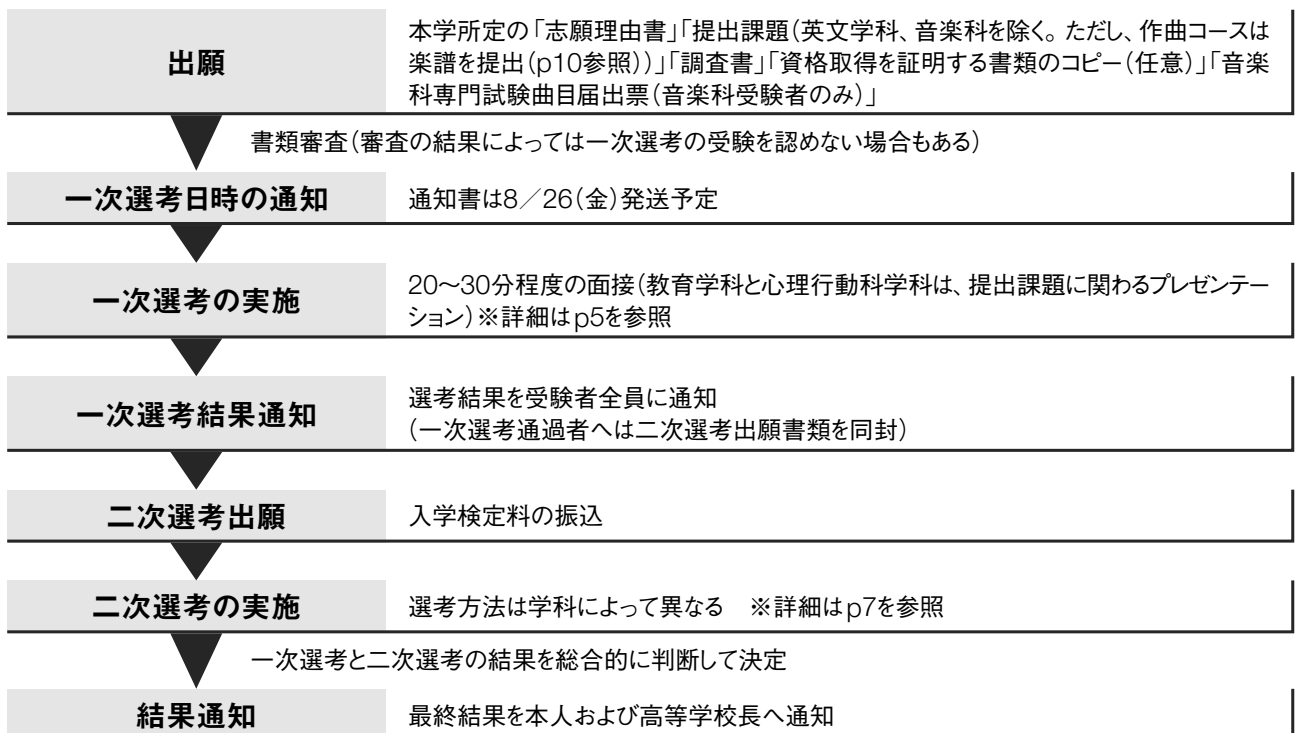 出願
本学所定の「志願理由書」「提出課題(英文学科、音楽科を除く。ただし、作曲コースは
楽譜を提出(p10参照))」「調査書」「資格取得を証明する書類のコピー(任意)」「音楽
科専門試験曲目届出票(音楽科受験者のみ)」
書類審査(審査の結果によっては一次選考の受験を認めない場合もある)
一次選考日時の通知
通知書は8/26(金)発送予定
一次選考の実施
20〜30分程度の面接(教育学科と心理行動科学科は、提出課題に関わるプレゼンテー
ション)※詳細はp5を参照
一次選考結果通知
選考結果を受験者全員に通知
(一次選考通過者へは二次選考出願書類を同封)
二次選考出願
入学検定料の振込
二次選考の実施
選考方法は学科によって異なる ※詳細はp7を参照
一次選考と二次選考の結果を総合的に判断して決定
結果通知
最終結果を本人および高等学校長へ通知